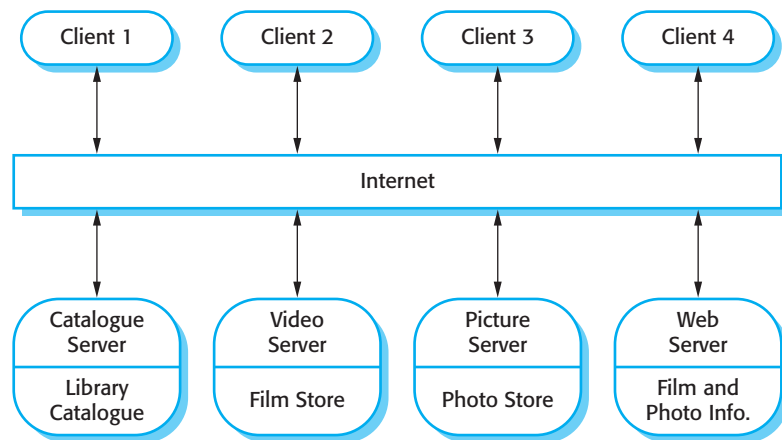 Client 1
Client 2
Client 3
Client 4
Internet
Catalogue
Server
Library
Catalogue
Video
Server
Film Store
Picture
Server
Photo Store
Web
Server
Film and
Photo Info.